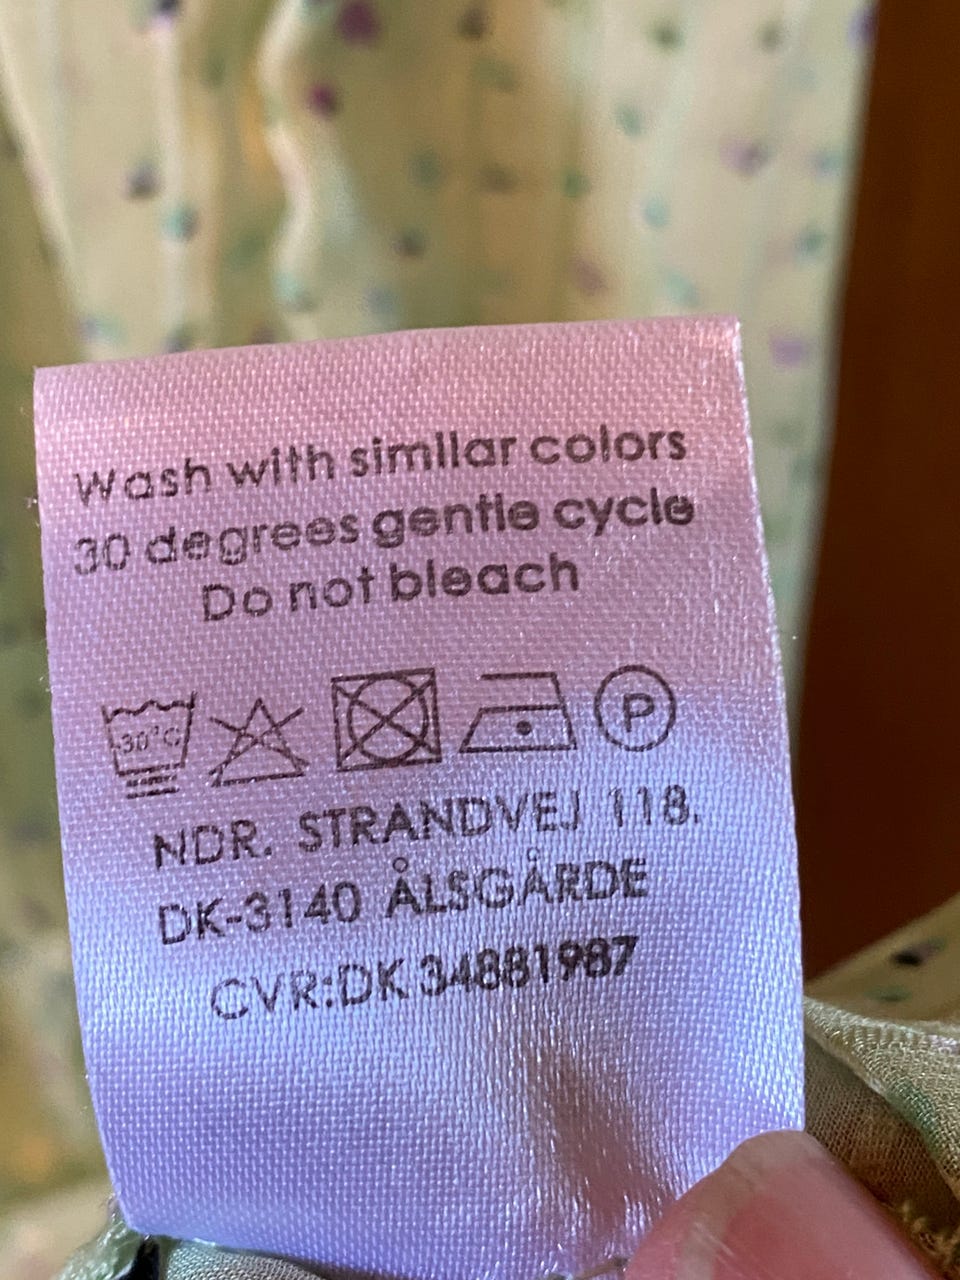 Wash with similar colors
30 degrees gentle cycle
Do not bleach
30°C P
NDR. STRANDVEJ 118.
DK-3140 ÅLSGÅRDE
CVR:DK 34881987